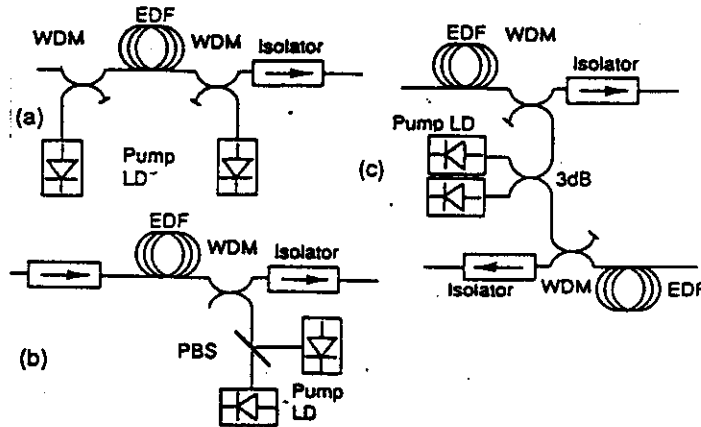 EDF
WDM
WDM
Isolator
(a)
Pump
LD
EDF
WDM
Isolator
(b)
PBS
Pump
LD
EDF
WDM
Isolator
Pump LD
(c)
3dB
Isolator
WDM
EDF